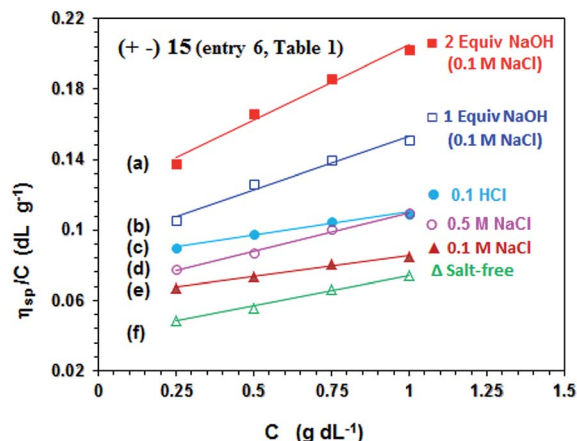 0.22
(+ -) 15 (entry 6, Table 1)
2 Equiv NaOH
(0.1 M NaCl)
0.18
1 Equiv NaOH
(0.1 M NaCl)
0.14
(a)
0.1 HCl
0.1
(b)
0.5 M NaCl
(c)
(d)
0.1 M NaCl
(e)
Salt-free
0.06
(f)
0.02
ηsp/C (dL g⁻¹)
0 0.25 0.5 0.75 1 1.25 1.5
C (g dL⁻¹)